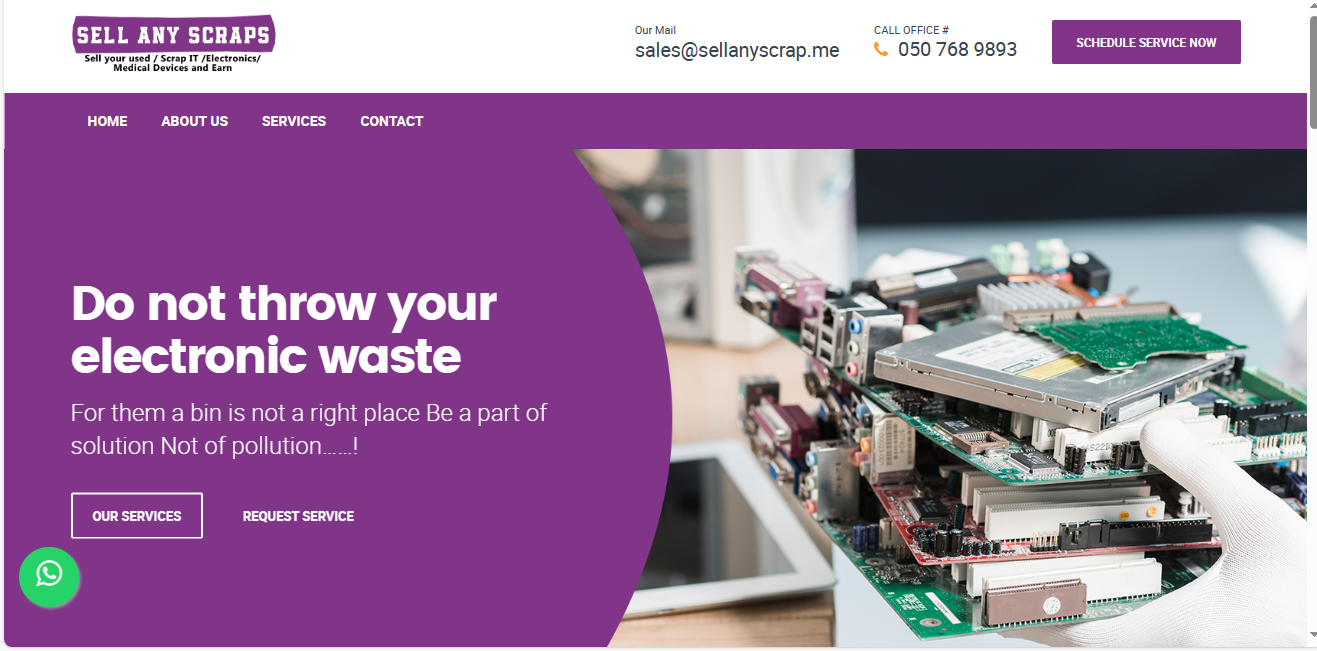 SELL ANY SCRAPS
Sell your used / Scrap IT /Electronics/
Medical Devices and Earn
Our Mail
sales@sellanyscrap.me
CALL OFFICE #
050 768 9893
SCHEDULE SERVICE NOW
HOME
ABOUT US
SERVICES
CONTACT
Do not throw your
electronic waste
For them a bin is not a right place Be a part of
solution Not of pollution......!
OUR SERVICES
REQUEST SERVICE